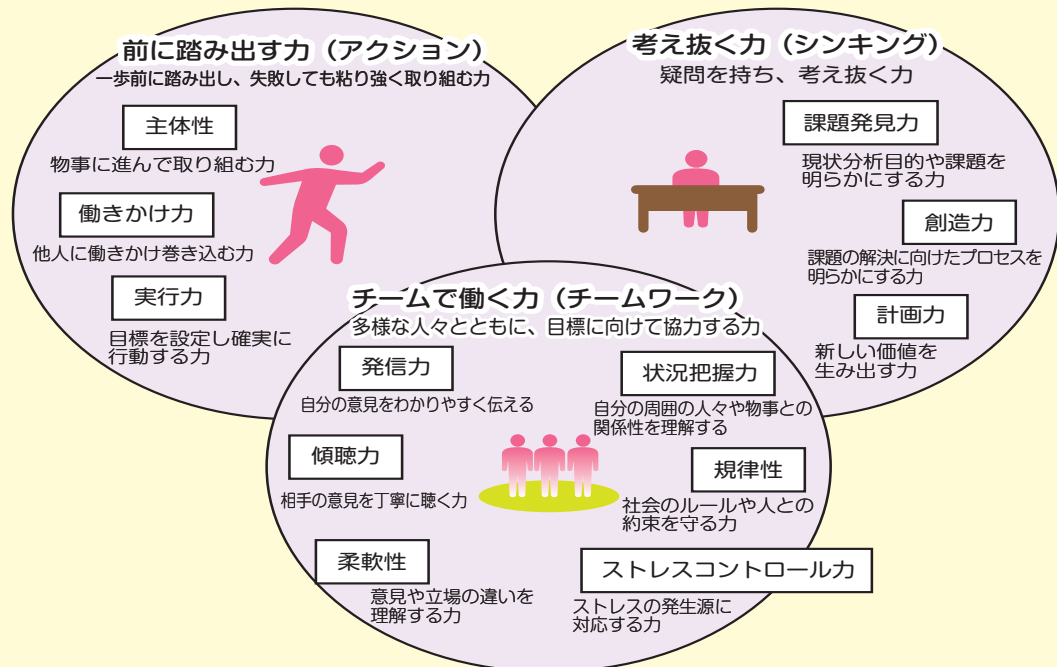 前に踏み出す力（アクション）
一歩前に踏み出し、失敗しても粘り強く取り組む力
主体性
物事に進んで取り組む力
働きかけ力
他人に働きかけ巻き込む力
実行力
目標を設定し確実に
行動する力
考え抜く力（シンキング）
疑問を持ち、考え抜く力
課題発見力
現状分析目的や課題を
明らかにする力
創造力
課題の解決に向けたプロセスを
明らかにする力
計画力
新しい価値を
生み出す力
チームで働く力（チームワーク）
多様な人々とともに、目標に向けて協力する力
発信力
自分の意見をわかりやすく伝える
傾聴力
相手の意見を丁寧に聴く力
柔軟性
意見や立場の違いを
理解する力
状況把握力
自分の周囲の人々や物事との
関係性を理解する
規律性
社会のルールや人との
約束を守る力
ストレスコントロール力
ストレスの発生源に
対応する力